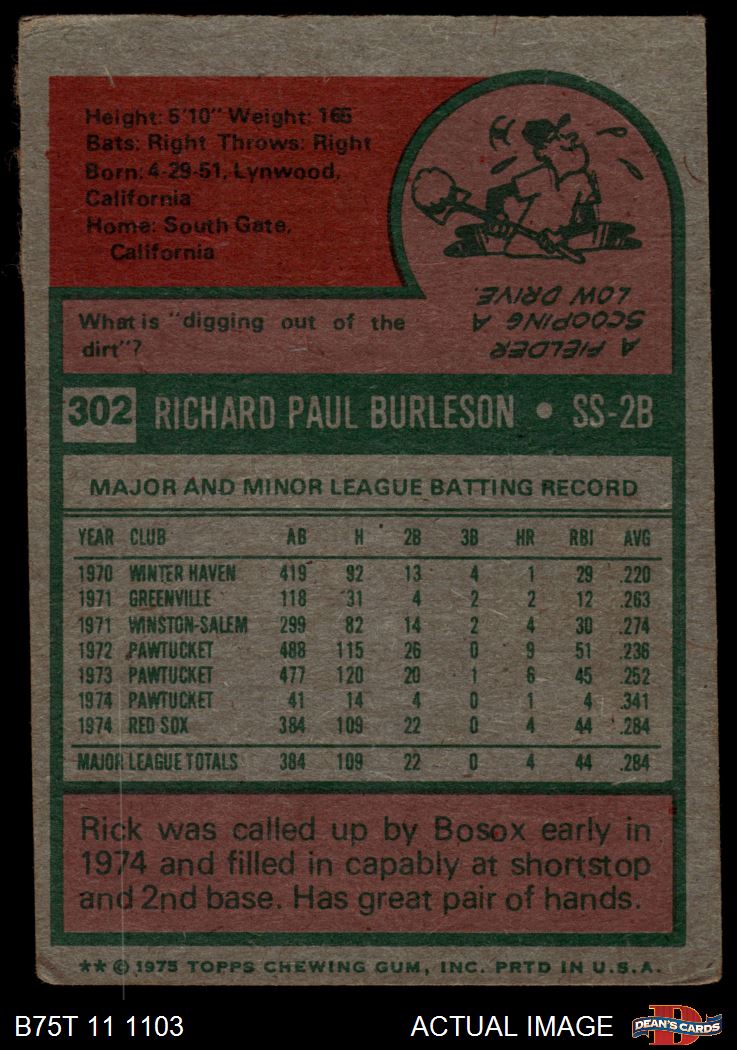 Height: 5'10" Weight: 165
Bats: Right Throws: Right
Born: 4-29-51, Lynwood,
California
Home: South Gate,
California
What is "digging out of the
dirt"?
A FIELDER
SCOOPING A
LOW DRIVE.
302 RICHARD PAUL BURLESON • SS-2B
MAJOR AND MINOR LEAGUE BATTING RECORD
YEAR CLUB AB H 2B 3B HR RBI AVG
1970 WINTER HAVEN 419 92 13 4 1 29 .220
1971 GREENVILLE 118 31 4 2 2 12 .263
1971 WINSTON-SALEM 299 82 14 2 4 30 .274
1972 PAWTUCKET 488 115 26 0 9 51 .236
1973 PAWTUCKET 477 120 20 1 6 45 .252
1974 PAWTUCKET 41 14 4 0 1 4 .341
1974 RED SOX 384 109 22 0 4 44 .284
MAJOR LEAGUE TOTALS 384 109 22 0 4 44 .284
Rick was called up by Bosox early in
1974 and filled in capably at shortstop
and 2nd base. Has great pair of hands.
** © 1975 TOPPS CHEWING GUM, INC. PRTD IN U.S.A.
B75T 11 1103 ACTUAL IMAGE
DEAN'S CARDS